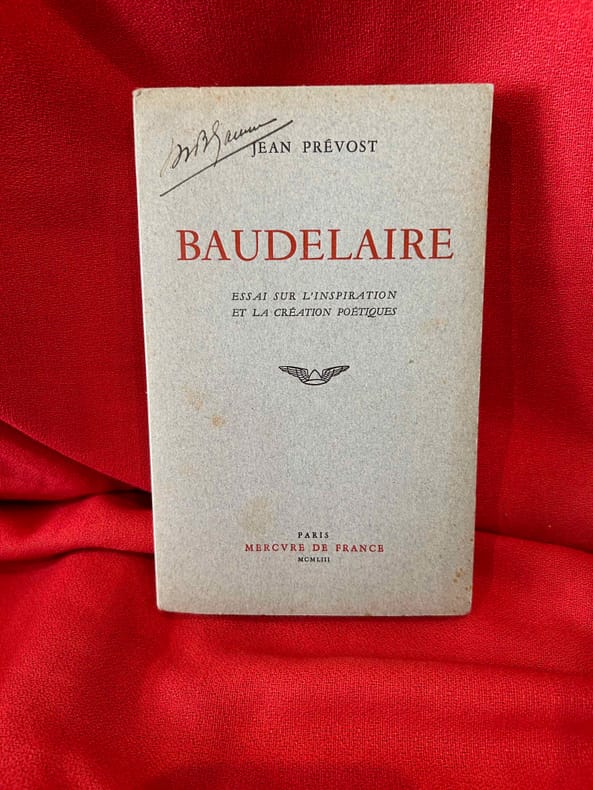 JEAN PRÉVOST
BAUDELAIRE
ESSAI SUR L'INSPIRATION
ET LA CRÉATION POÉTIQUES
PARIS
MERCVRE DE FRANCE
MCMLIII